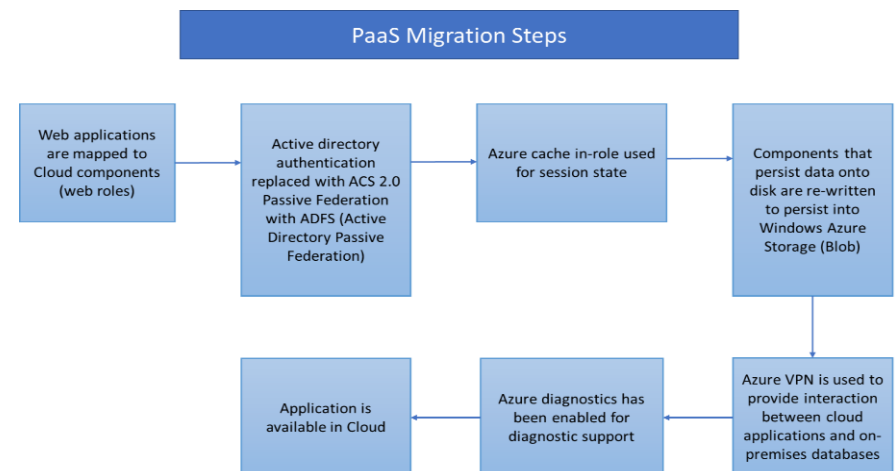 PaaS Migration Steps
Web applications
are mapped to
Cloud components
(web roles)
Active directory
authentication
replaced with ACS 2.0
Passive Federation
with ADFS (Active
Directory Passive
Federation)
Azure cache in-role used
for session state
Components that
persist data onto
disk are re-written
to persist into
Windows Azure
Storage (Blob)
Azure VPN is used to
provide interaction
between cloud
applications and on-
premises databases
Azure diagnostics has
been enabled for
diagnostic support
Application is
available in Cloud